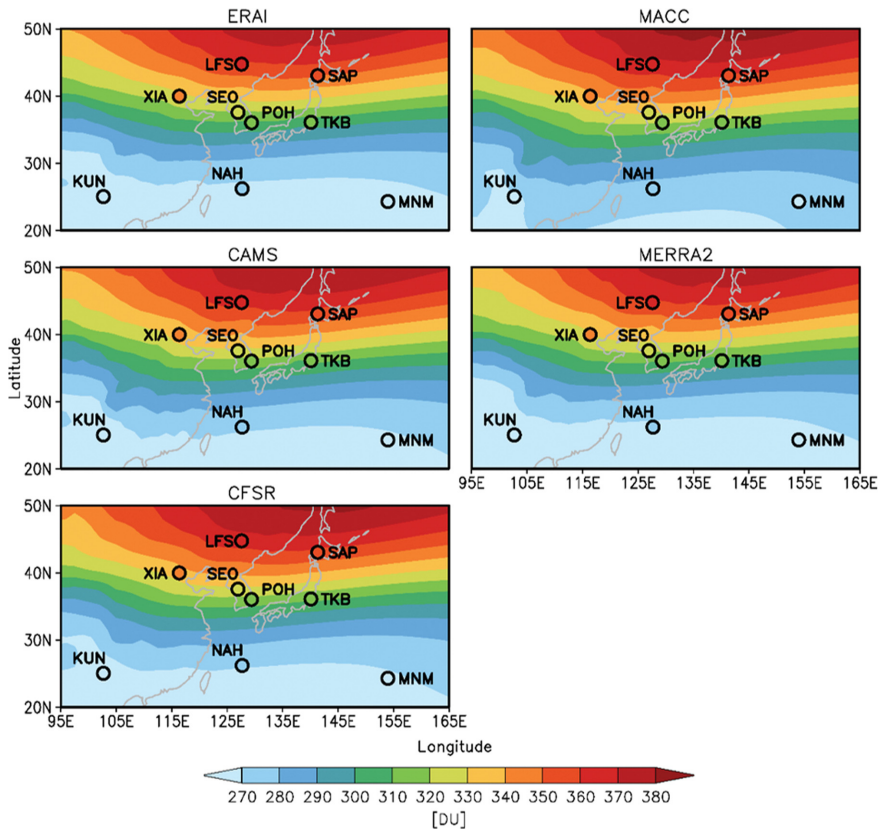 ERAI MACC
50N
40N
30N
20N
LFS SAP XIA SEO POH TKB NAH KUN MNM
LFS SAP XIA SEO POH TKB NAH KUN MNM
CAMS MERRA2
50N
40N
30N
20N
Latitude
LFS SAP XIA SEO POH TKB NAH KUN MNM
LFS SAP XIA SEO POH TKB NAH KUN MNM
95E 105E 115E 125E 135E 145E 155E 165E
CFSR
50N
40N
30N
20N
LFS SAP XIA SEO POH TKB NAH KUN MNM
95E 105E 115E 125E 135E 145E 155E 165E
Longitude
270 280 290 300 310 320 330 340 350 360 370 380
[DU]